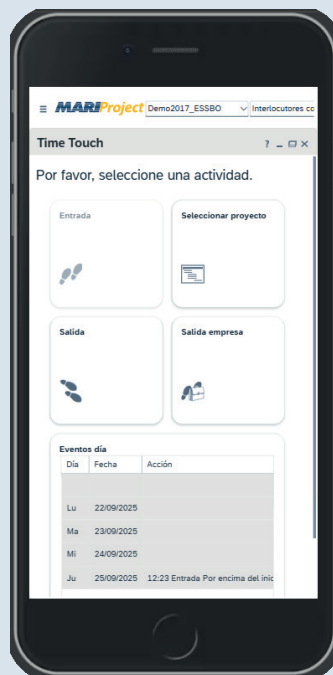 ≡ MARIProject Demo2017_ESSBO Interlocutores co
Time Touch ? _ ×
Por favor, seleccione una actividad.
Entrada Seleccionar proyecto
Salida Salida empresa
Eventos día
Día Fecha Acción
Lu 22/09/2025
Ma 23/09/2025
Mi 24/09/2025
Ju 25/09/2025 12:23 Entrada Por encima del inic